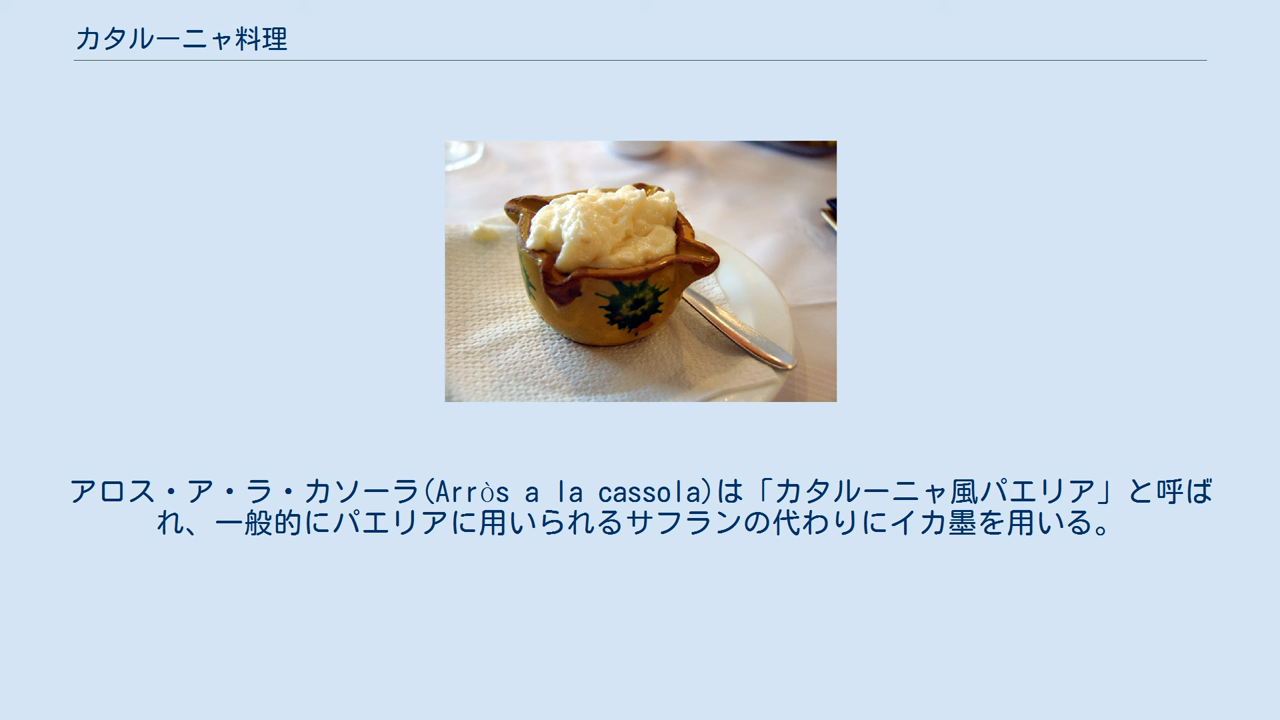 カタルーニャ料理
アロス・ア・ラ・カソーラ(Arròs a la cassola)は「カタルーニャ風パエリア」と呼ば
れ、一般的にパエリアに用いられるサフランの代わりにイカ墨を用いる。